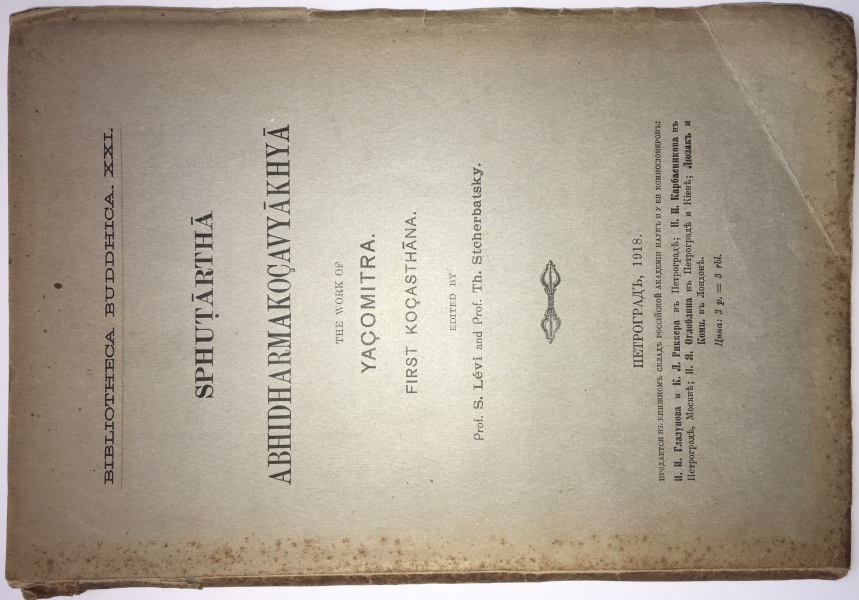 BIBLIOTHECA BUDDHICA. XXI.
SPHUṬĀRTHĀ
ABHIDHARMAKOÇAVYĀKHYĀ
THE WORK OF
YAÇOMITRA.
FIRST KOÇASTHĀNA.
EDITED BY
Prof. S. Lévi and Prof. Th. Stcherbatsky.
ПЕТРОГРАДЪ, 1918.
ПРОДАЕТСЯ ВЪ КНИЖНОМЪ СКЛАДѢ РОССІЙСКОЙ АКАДЕМІИ НАУКЪ И У ЕЯ КОМИССІОНЕРОВЪ:
И. И. Глазунова и К. Л. Риккера въ Петроградѣ; Н. П. Карбасникова въ
Петроградѣ, Москвѣ; Н. Я. Оглоблина въ Петроградѣ и Кіевѣ; Люзакъ и
Комп. въ Лондонѣ.
Цѣна: 3 р. = 3 rbl.